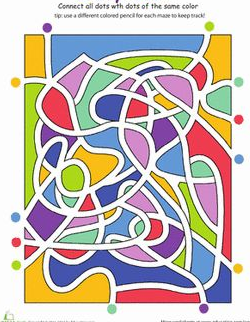 Connect all dots wth dots of the same color
tip: use a different colored pencil for each maze to keep track!